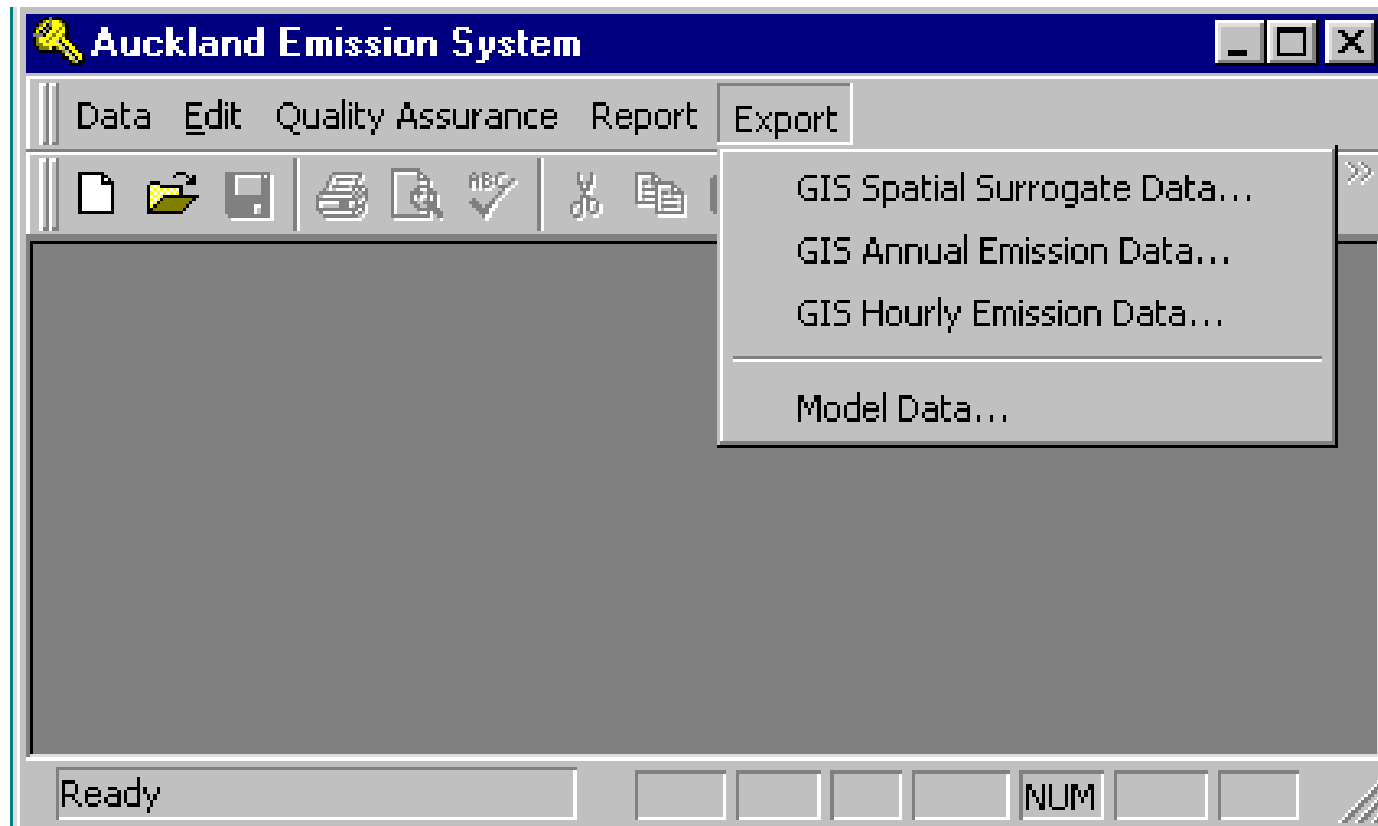 Auckland Emission System
Data Edit Quality Assurance Report Export
ABC
GIS Spatial Surrogate Data...
GIS Annual Emission Data...
GIS Hourly Emission Data...
Model Data...
Ready NUM